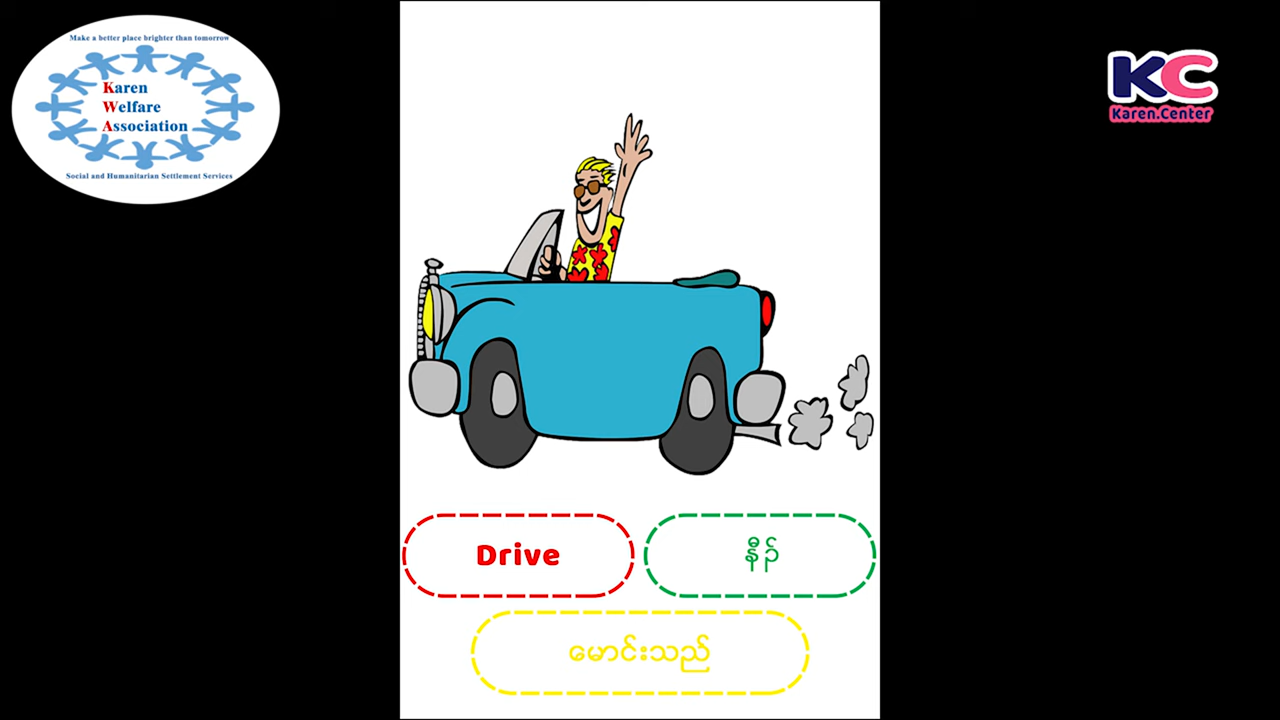 Make a better place brighter than tomorrow
Karen
Welfare
Association
Social and Humanitarian Settlement Services
KC
Karen.Center
Drive
နီၣ်
မောင်းသည်